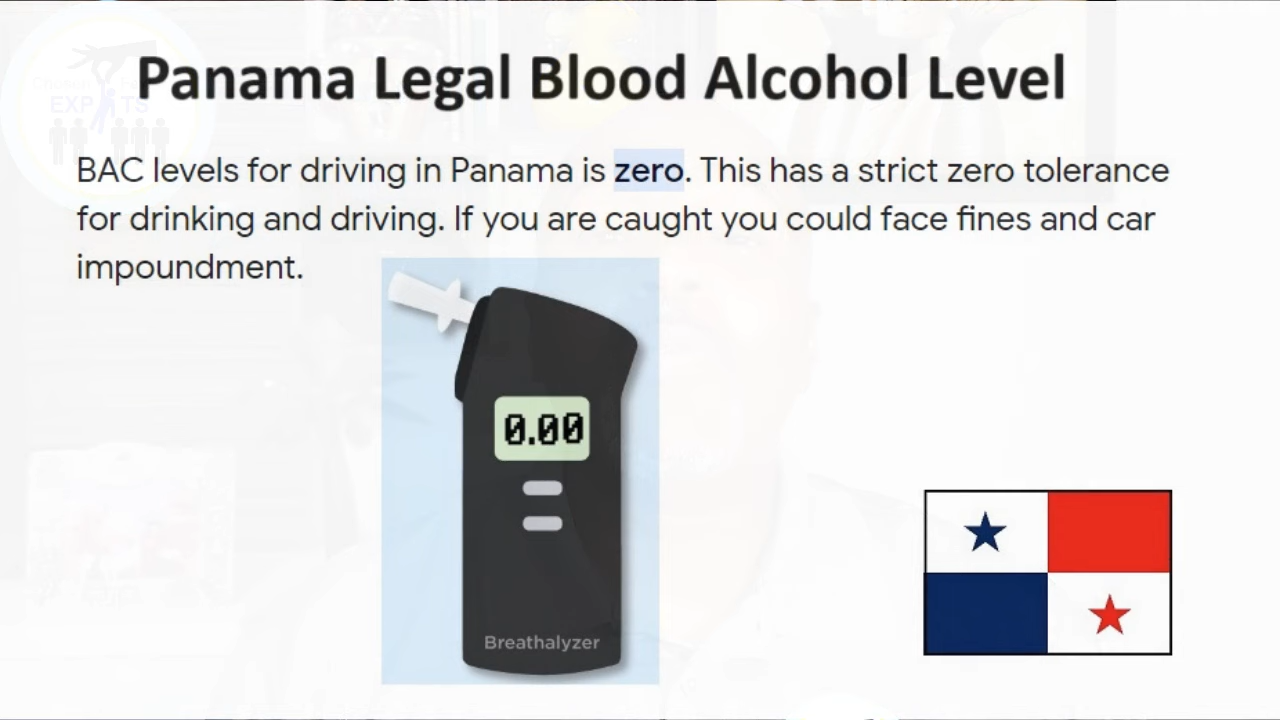 Panama Legal Blood Alcohol Level
EXPATS
BAC levels for driving in Panama is zero. This has a strict zero tolerance
for drinking and driving. If you are caught you could face fines and car
impoundment.
0.00
Breathalyzer